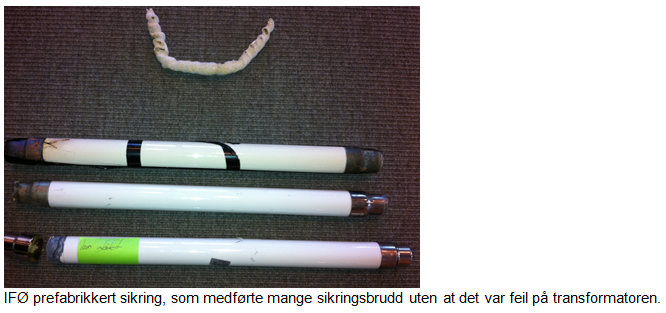 IFØ prefabrikkert sikring, som medførte mange sikringsbrudd uten at det var feil på transformatoren.